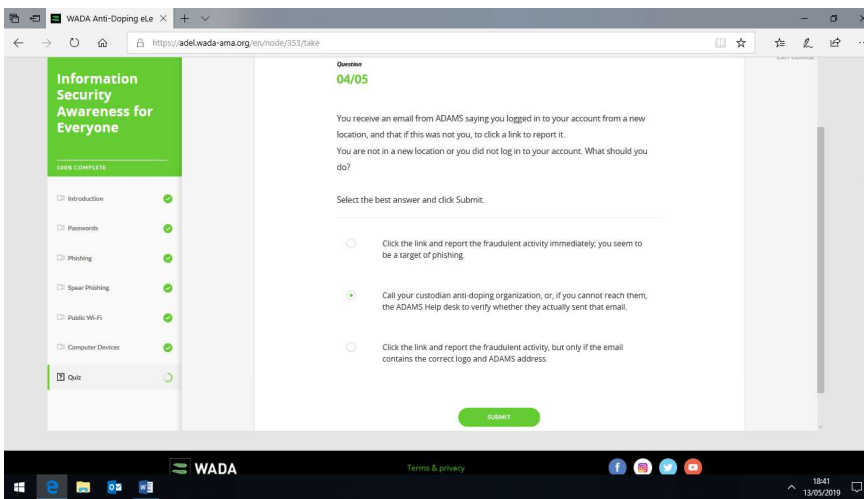 WADA Anti-Doping eLe
https://adel.wada-ama.org/en/node/353/take
Information
Security
Awareness for
Everyone
100% COMPLETE
Introduction
Passwords
Phishing
Spear Phishing
Public Wi-Fi
Computer Devices
Quiz
Question
04/05
You receive an email from ADAMS saying you logged in to your account from a new
location, and that if this was not you, to click a link to report it.
You are not in a new location or you did not log in to your account. What should you
do?
Select the best answer and click Submit.
Click the link and report the fraudulent activity immediately; you seem to
be a target of phishing.
Call your custodian anti-doping organization, or, if you cannot reach them,
the ADAMS Help desk to verify whether they actually sent that email.
Click the link and report the fraudulent activity, but only if the email
contains the correct logo and ADAMS address.
SUBMIT
WADA
Terms & privacy
18:41
13/05/2019